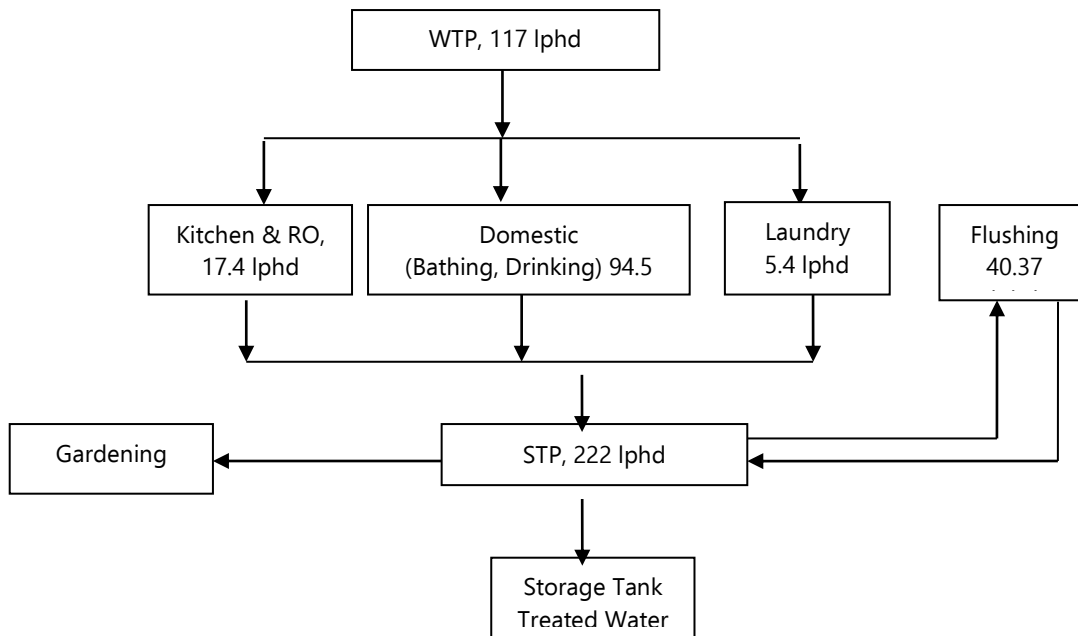 WTP, 117 lphd
Kitchen & RO,
17.4 lphd
Domestic
(Bathing, Drinking) 94.5
Laundry
5.4 lphd
Flushing
40.37
Gardening
STP, 222 lphd
Storage Tank
Treated Water